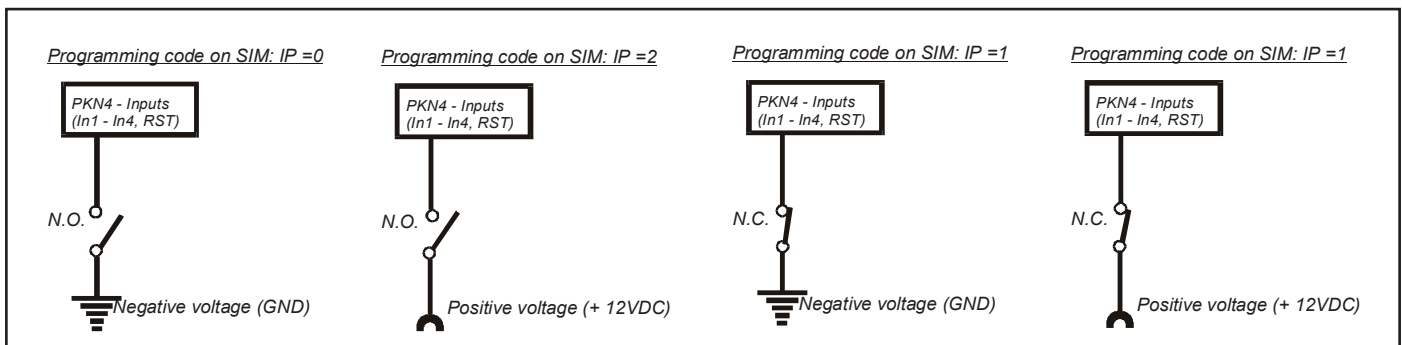 Programming code on SIM: IP =0
PKN4 - Inputs
(In1 - In4, RST)
N.O.
Negative voltage (GND)
Programming code on SIM: IP =2
PKN4 - Inputs
(In1 - In4, RST)
N.O.
Positive voltage (+ 12VDC)
Programming code on SIM: IP =1
PKN4 - Inputs
(In1 - In4, RST)
N.C.
Negative voltage (GND)
Programming code on SIM: IP =1
PKN4 - Inputs
(In1 - In4, RST)
N.C.
Positive voltage (+ 12VDC)